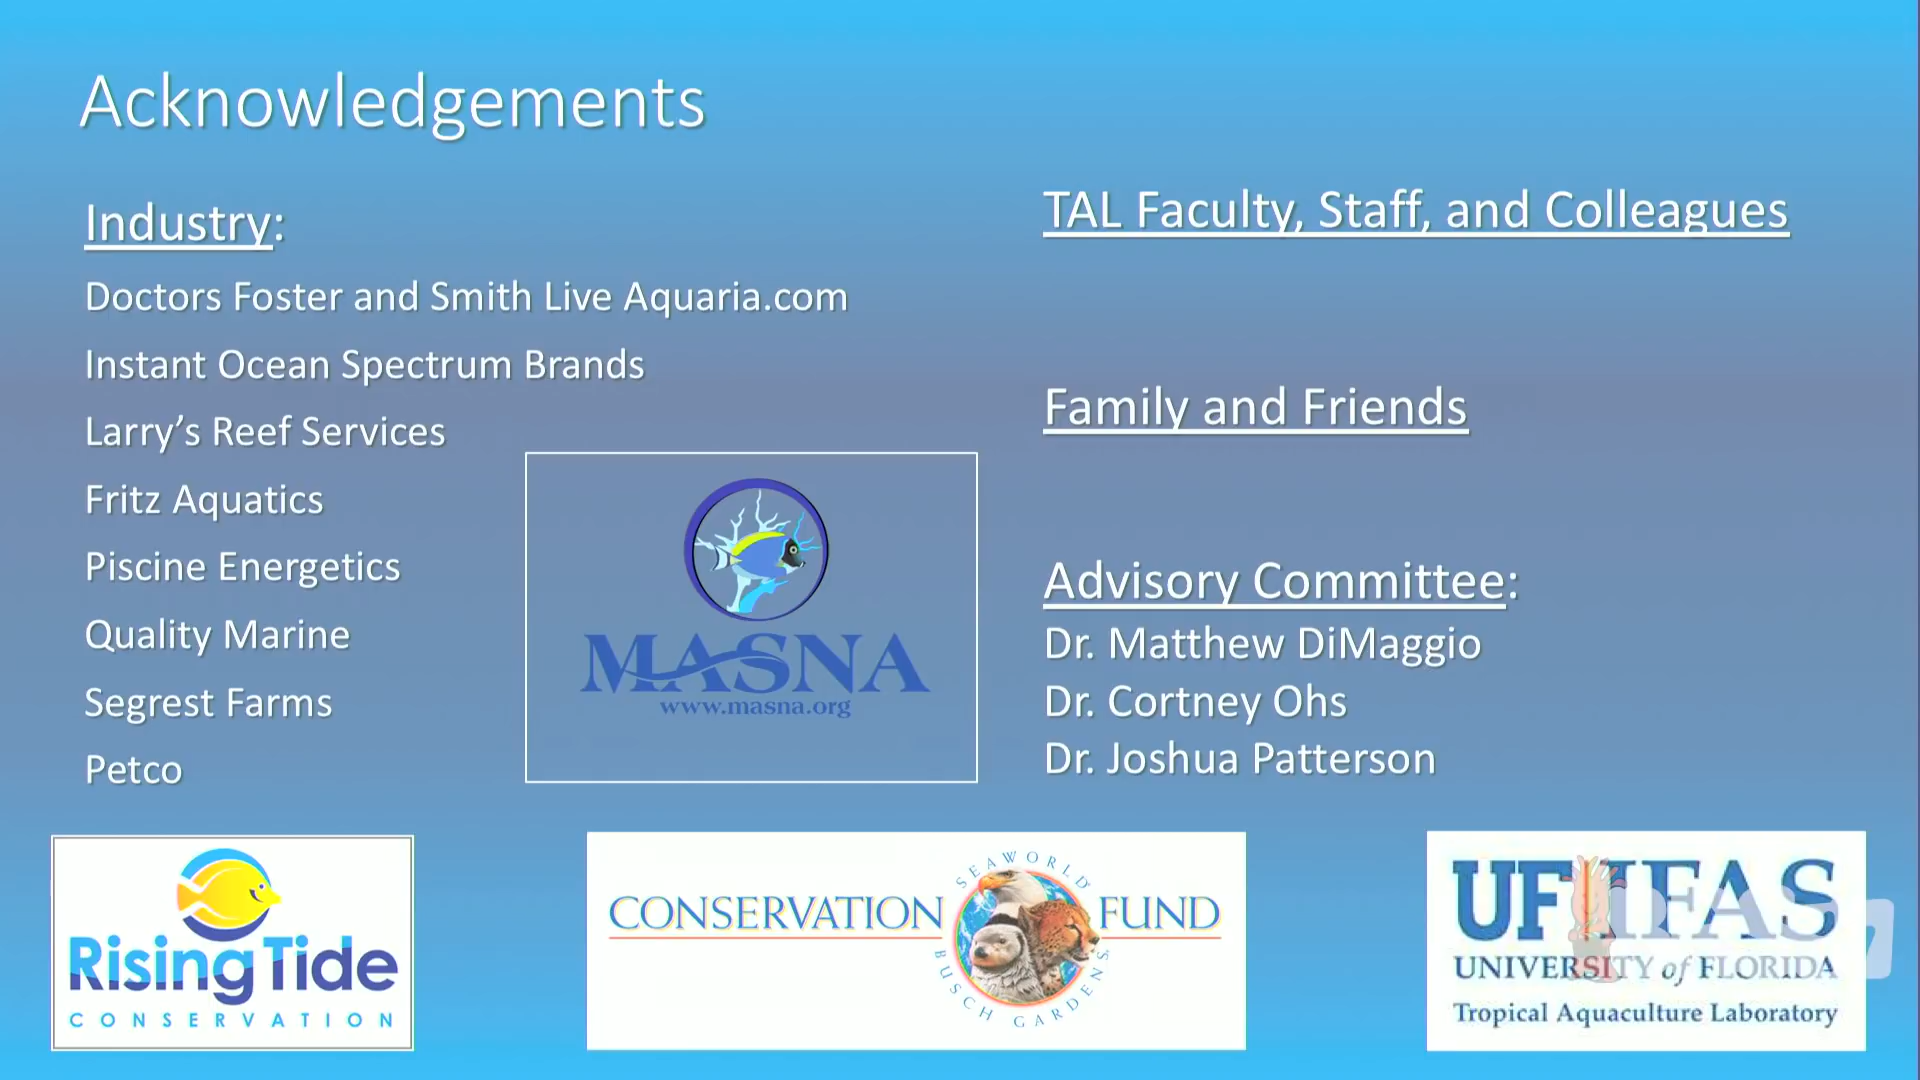 Acknowledgements
Industry:
Doctors Foster and Smith Live Aquaria.com
Instant Ocean Spectrum Brands
Larry’s Reef Services
Fritz Aquatics
Piscine Energetics
Quality Marine
Segrest Farms
Petco
MASNA
www.masna.org
TAL Faculty, Staff, and Colleagues
Family and Friends
Advisory Committee:
Dr. Matthew DiMaggio
Dr. Cortney Ohs
Dr. Joshua Patterson
Rising Tide
CONSERVATION
SEAWORLD
CONSERVATION FUND
BUSCH GARDENS
UF IFAS
UNIVERSITY of FLORIDA
Tropical Aquaculture Laboratory